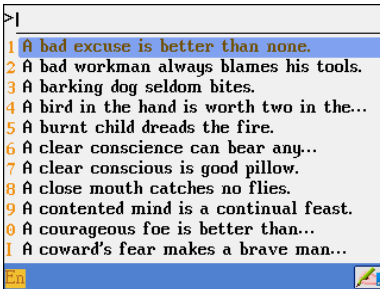 >
1 A bad excuse is better than none.
2 A bad workman always blames his tools.
3 A barking dog seldom bites.
4 A bird in the hand is worth two in the...
5 A burnt child dreads the fire.
6 A clear conscience can bear any...
7 A clear conscious is good pillow.
8 A close mouth catches no flies.
9 A contented mind is a continual feast.
0 A courageous foe is better than...
I A coward's fear makes a brave man...
En